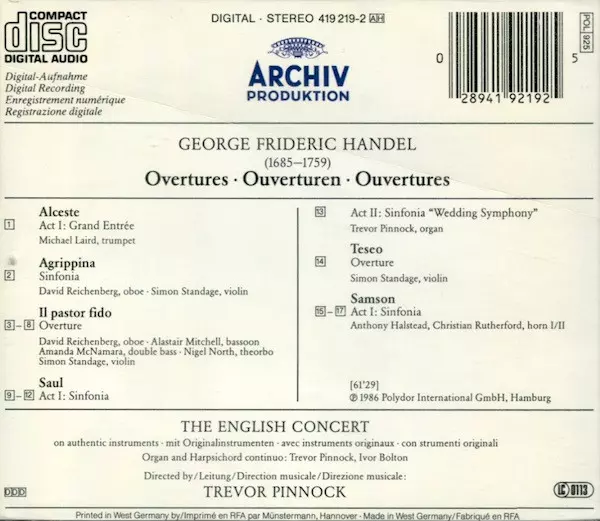 COMPACT
disc
DIGITAL AUDIO
Digital-Aufnahme
Digital Recording
Enregistrement numérique
Registrazione digitale
DIGITAL · STEREO 419 219-2 AH
ARCHIV
PRODUKTION
POL 925
0 28941 92192 5
GEORGE FRIDERIC HANDEL
(1685–1759)
Overtures · Ouverturen · Ouvertures
Alceste
1 Act I: Grand Entrée
Michael Laird, trumpet
Agrippina
2 Sinfonia
David Reichenberg, oboe · Simon Standage, violin
Il pastor fido
3 – 8 Overture
David Reichenberg, oboe · Alastair Mitchell, bassoon
Amanda McNamara, double bass · Nigel North, theorbo
Simon Standage, violin
Saul
9 – 12 Act I: Sinfonia
13 Act II: Sinfonia “Wedding Symphony”
Trevor Pinnock, organ
Teseo
14 Overture
Simon Standage, violin
Samson
15 – 17 Act I: Sinfonia
Anthony Halstead, Christian Rutherford, horn I/II
[61'29]
℗ 1986 Polydor International GmbH, Hamburg
THE ENGLISH CONCERT
on authentic instruments · mit Originalinstrumenten · avec instruments originaux · con strumenti originali
Organ and Harpsichord continuo: Trevor Pinnock, Ivor Bolton
Directed by/Leitung/Direction musicale/Direzione musicale:
TREVOR PINNOCK
DDD
LC 0113
Printed in West Germany by/Imprimé en RFA par Münstermann, Hannover · Made in West Germany/Fabriqué en RFA